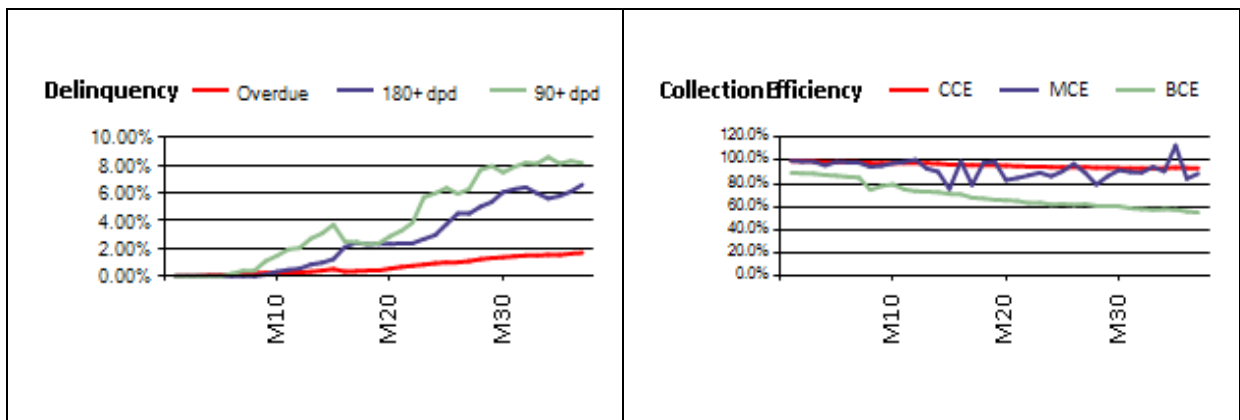 Delinquency Overdue 180+ dpd 90+ dpd
10.00%
8.00%
6.00%
4.00%
2.00%
0.00%
M10
M20
M30
Collection Efficiency CCE MCE BCE
120.0%
100.0%
80.0%
60.0%
40.0%
20.0%
0.0%
M10
M20
M30